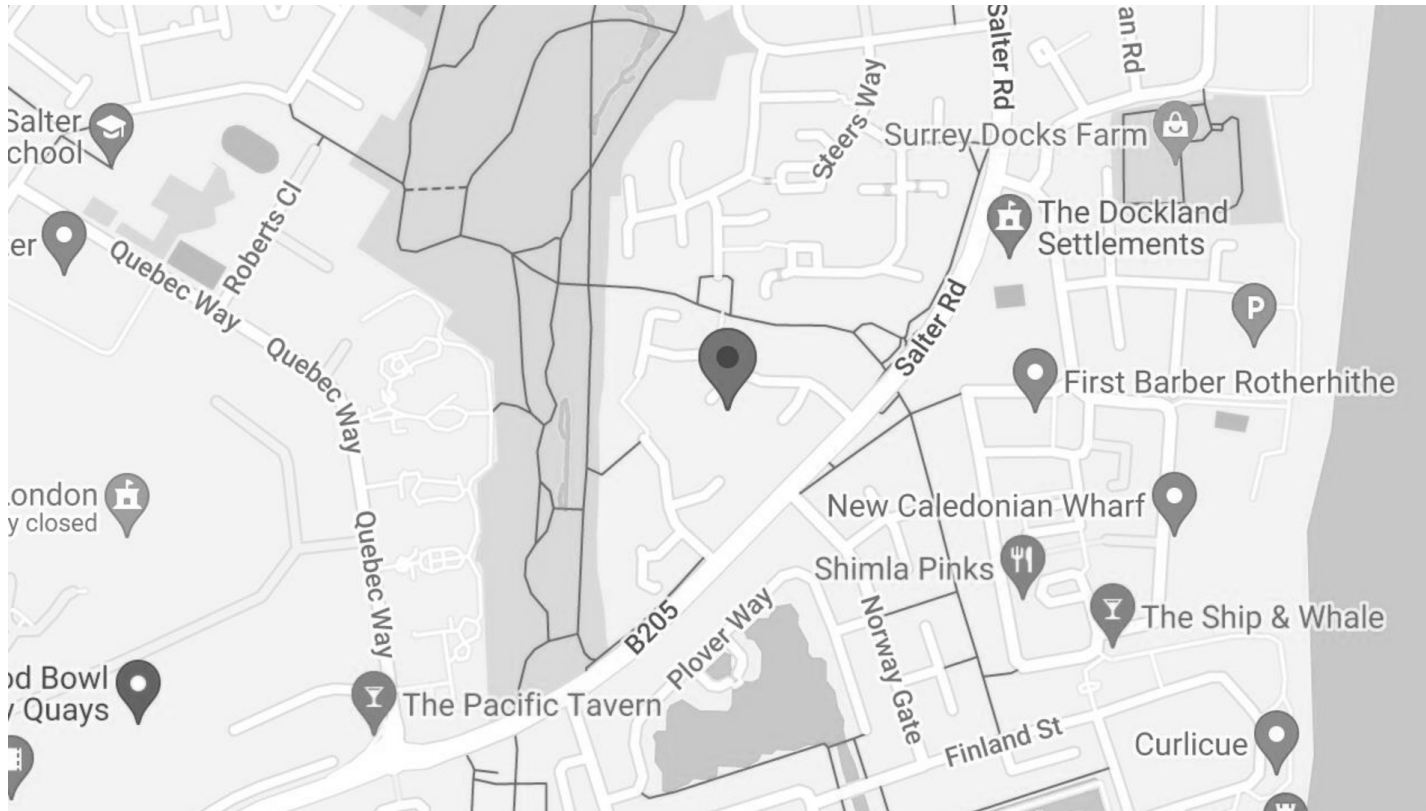 Salter Rd
an Rd
Steers Way
Salter
chool
Surrey Docks Farm
Roberts Cl
The Dockland
Settlements
er
Quebec Way
P
Salter Rd
Quebec Way
First Barber Rotherhithe
ondon
y closed
New Caledonian Wharf
Quebec Way
Shimla Pinks
B205
Plover Way
Norway Gate
The Ship & Whale
od Bowl
y Quays
The Pacific Tavern
Finland St
Curlicue